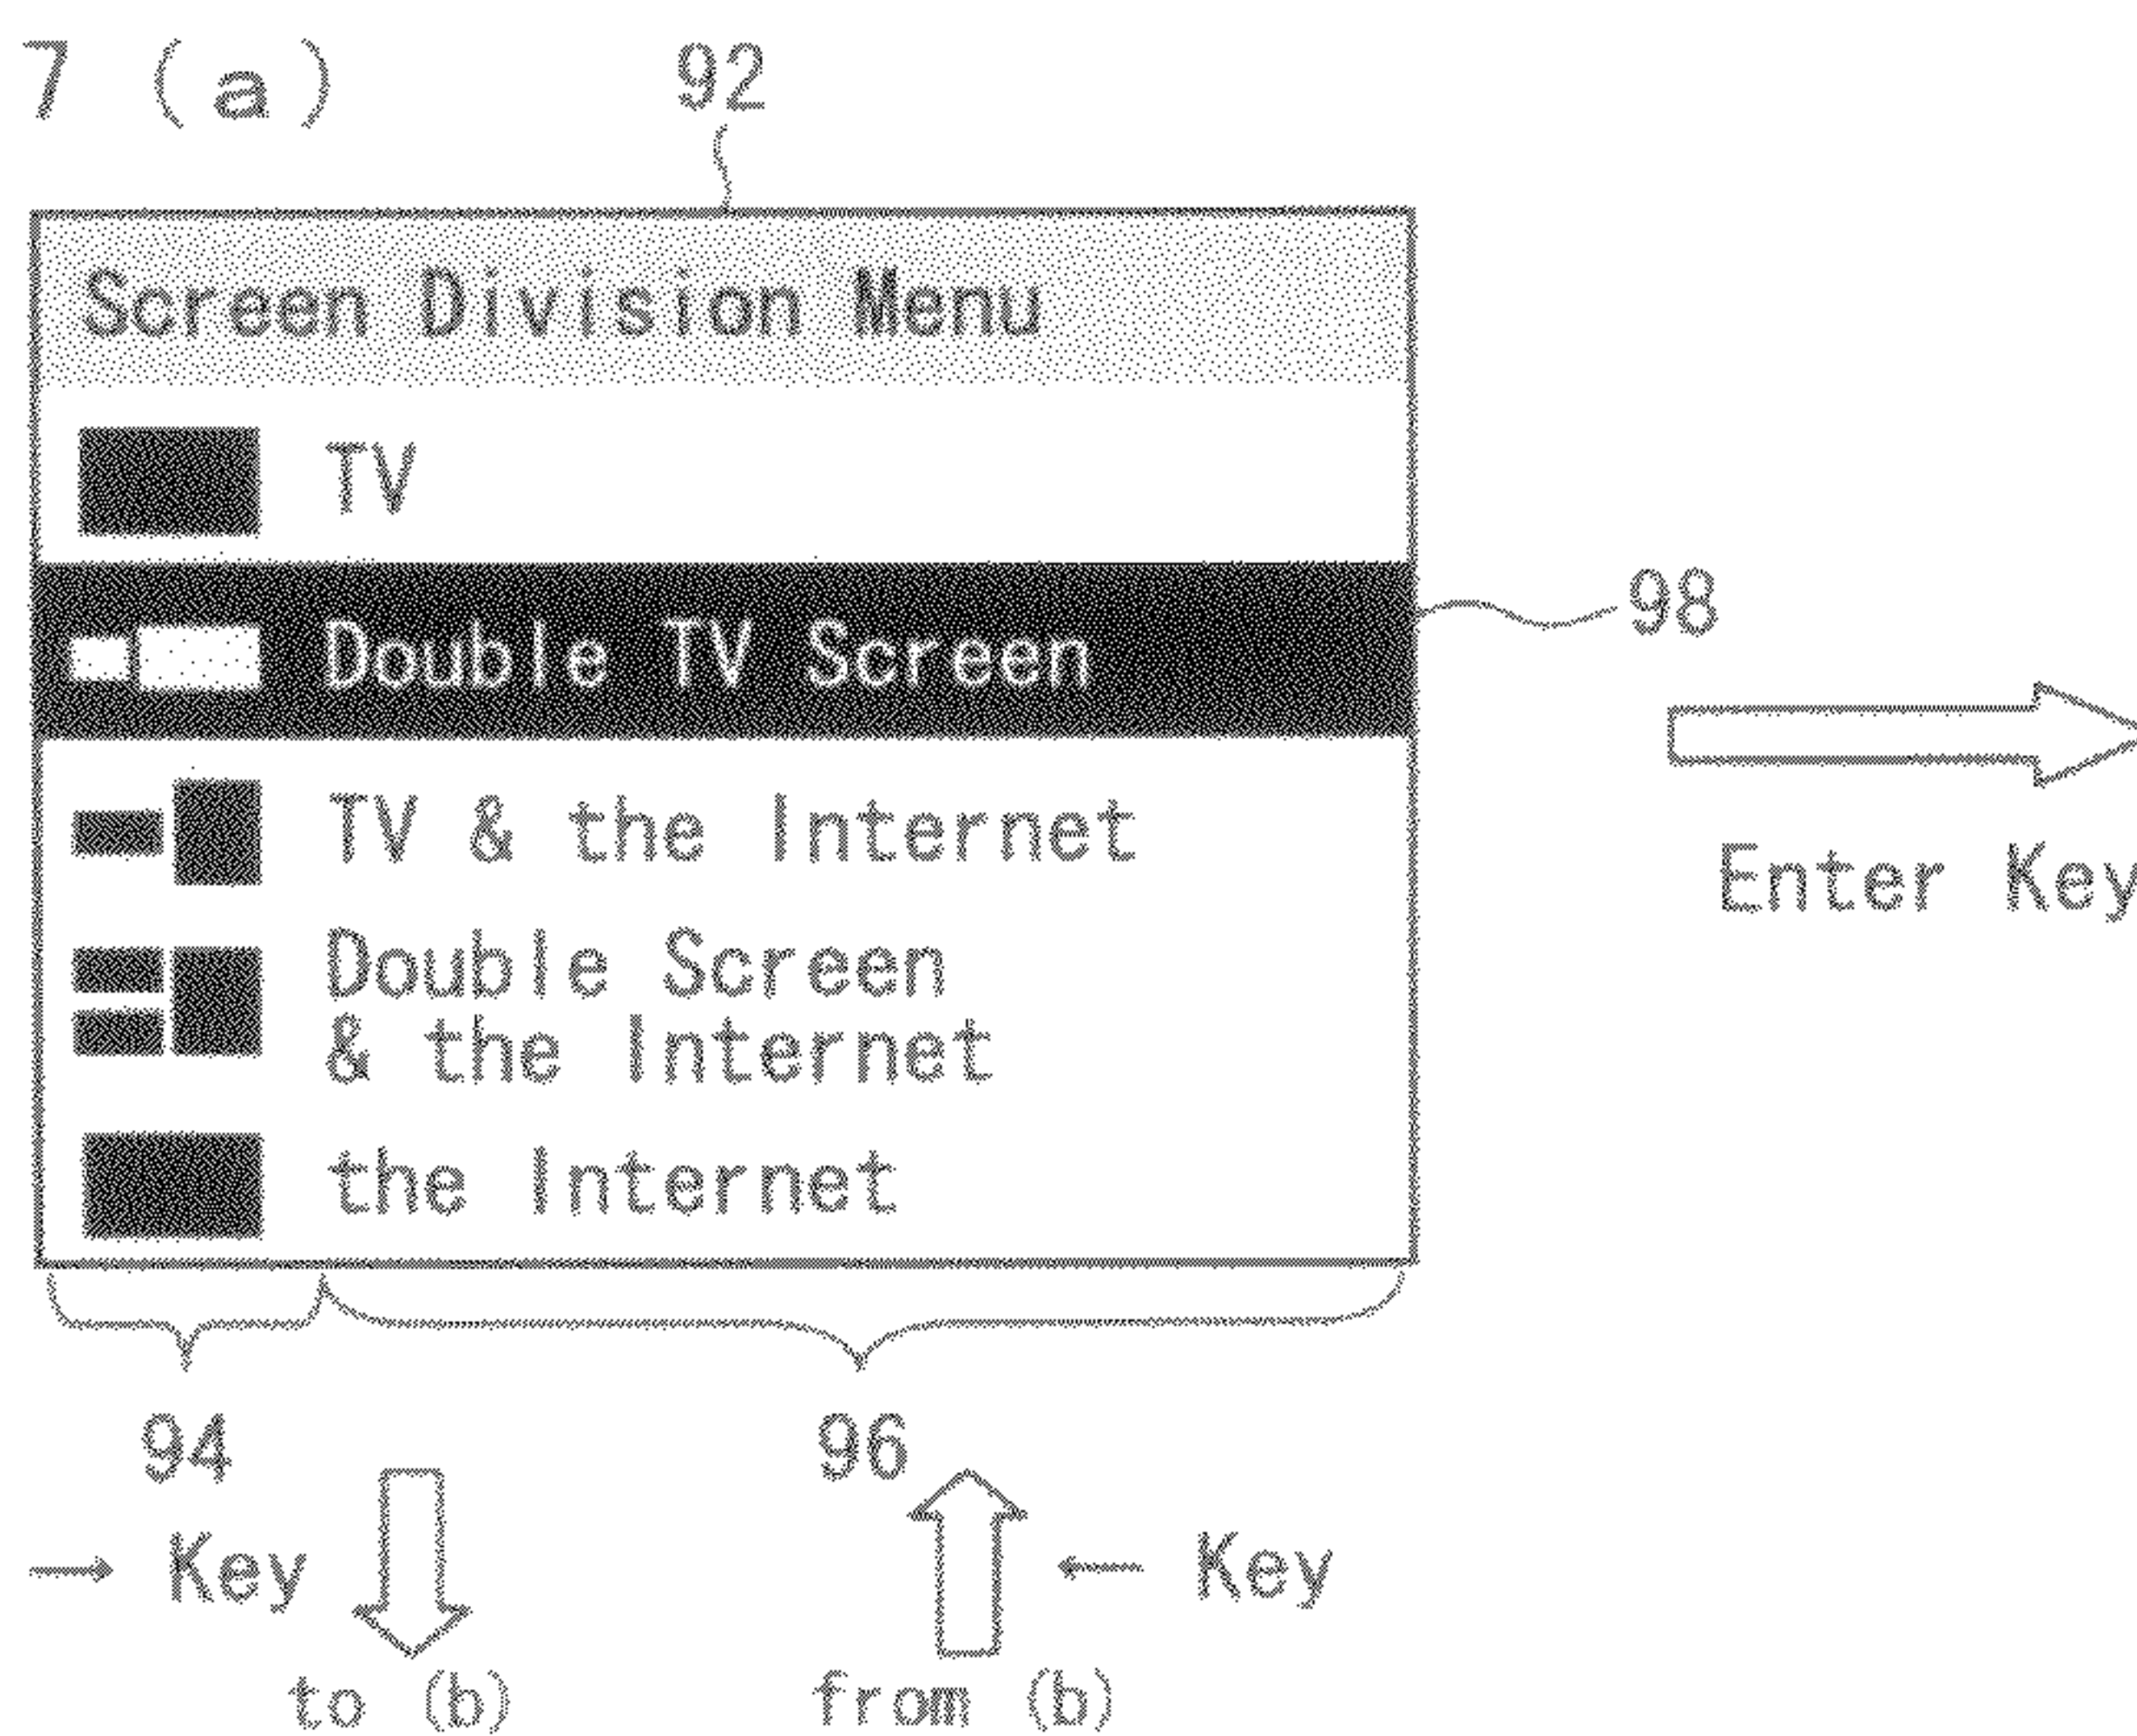 7 (a)
92
Screen Division Menu
TV
Double TV Screen
98
TV & the Internet
Enter Key
Double Screen
& the Internet
the Internet
94
96
→ Key
← Key
to (b)
from (b)